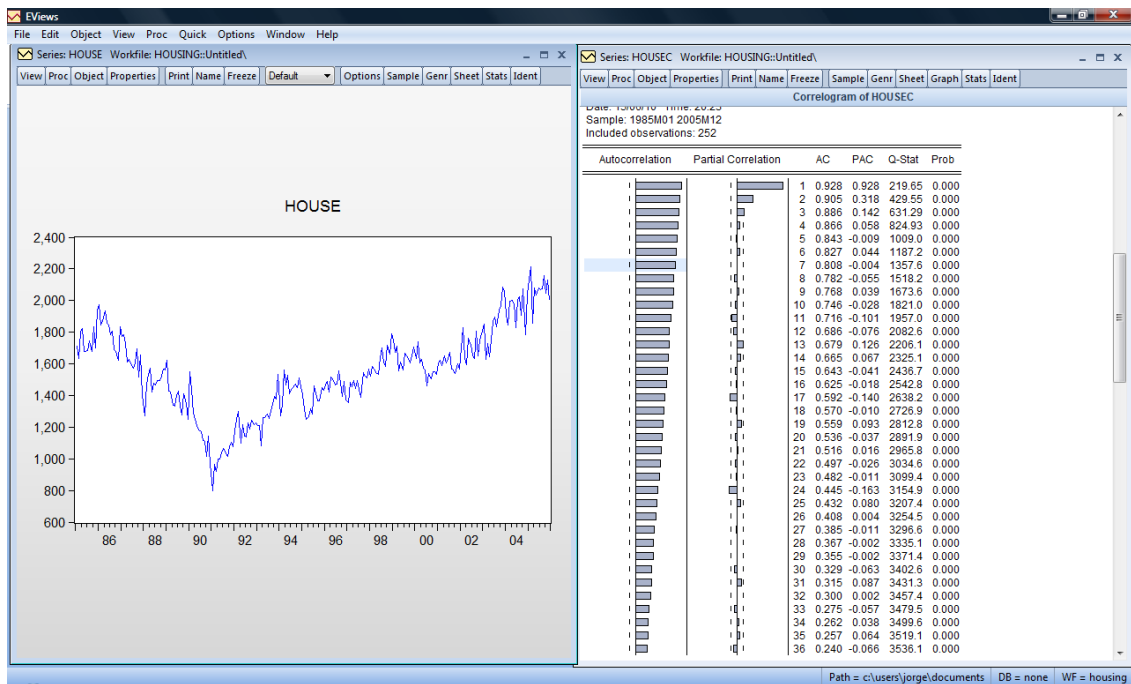 EViews
File Edit Object View Proc Quick Options Window Help
Series: HOUSE Workfile: HOUSING::Untitled\
View Proc Object Properties Print Name Freeze Default Options Sample Genr Sheet Stats Ident
HOUSE
2,400
2,200
2,000
1,800
1,600
1,400
1,200
1,000
800
600
86 88 90 92 94 96 98 00 02 04
Series: HOUSEC Workfile: HOUSING::Untitled\
View Proc Object Properties Print Name Freeze Sample Genr Sheet Graph Stats Ident
Correlogram of HOUSEC
Sample: 1985M01 2005M12
Included observations: 252
Autocorrelation Partial Correlation AC PAC Q-Stat Prob
1 0.928 0.928 219.65 0.000
2 0.905 0.318 429.55 0.000
3 0.886 0.142 631.29 0.000
4 0.866 0.058 824.93 0.000
5 0.843 -0.009 1009.0 0.000
6 0.827 0.044 1187.2 0.000
7 0.808 -0.004 1357.6 0.000
8 0.782 -0.055 1518.2 0.000
9 0.768 0.039 1673.6 0.000
10 0.746 -0.028 1821.0 0.000
11 0.716 -0.101 1957.0 0.000
12 0.686 -0.076 2082.6 0.000
13 0.679 0.126 2206.1 0.000
14 0.665 0.067 2325.1 0.000
15 0.643 -0.041 2436.7 0.000
16 0.625 -0.018 2542.8 0.000
17 0.592 -0.140 2638.2 0.000
18 0.570 -0.010 2726.9 0.000
19 0.559 0.093 2812.8 0.000
20 0.536 -0.037 2891.9 0.000
21 0.516 0.016 2965.8 0.000
22 0.497 -0.026 3034.6 0.000
23 0.482 -0.011 3099.4 0.000
24 0.445 -0.163 3154.9 0.000
25 0.432 0.080 3207.4 0.000
26 0.408 0.004 3254.5 0.000
27 0.385 -0.011 3296.6 0.000
28 0.367 -0.002 3335.1 0.000
29 0.355 -0.002 3371.4 0.000
30 0.329 -0.063 3402.6 0.000
31 0.315 0.087 3431.3 0.000
32 0.300 0.002 3457.4 0.000
33 0.275 -0.057 3479.5 0.000
34 0.262 0.038 3499.6 0.000
35 0.257 0.064 3519.1 0.000
36 0.240 -0.066 3536.1 0.000
Path = c:\users\jorge\documents DB = none WF = housing